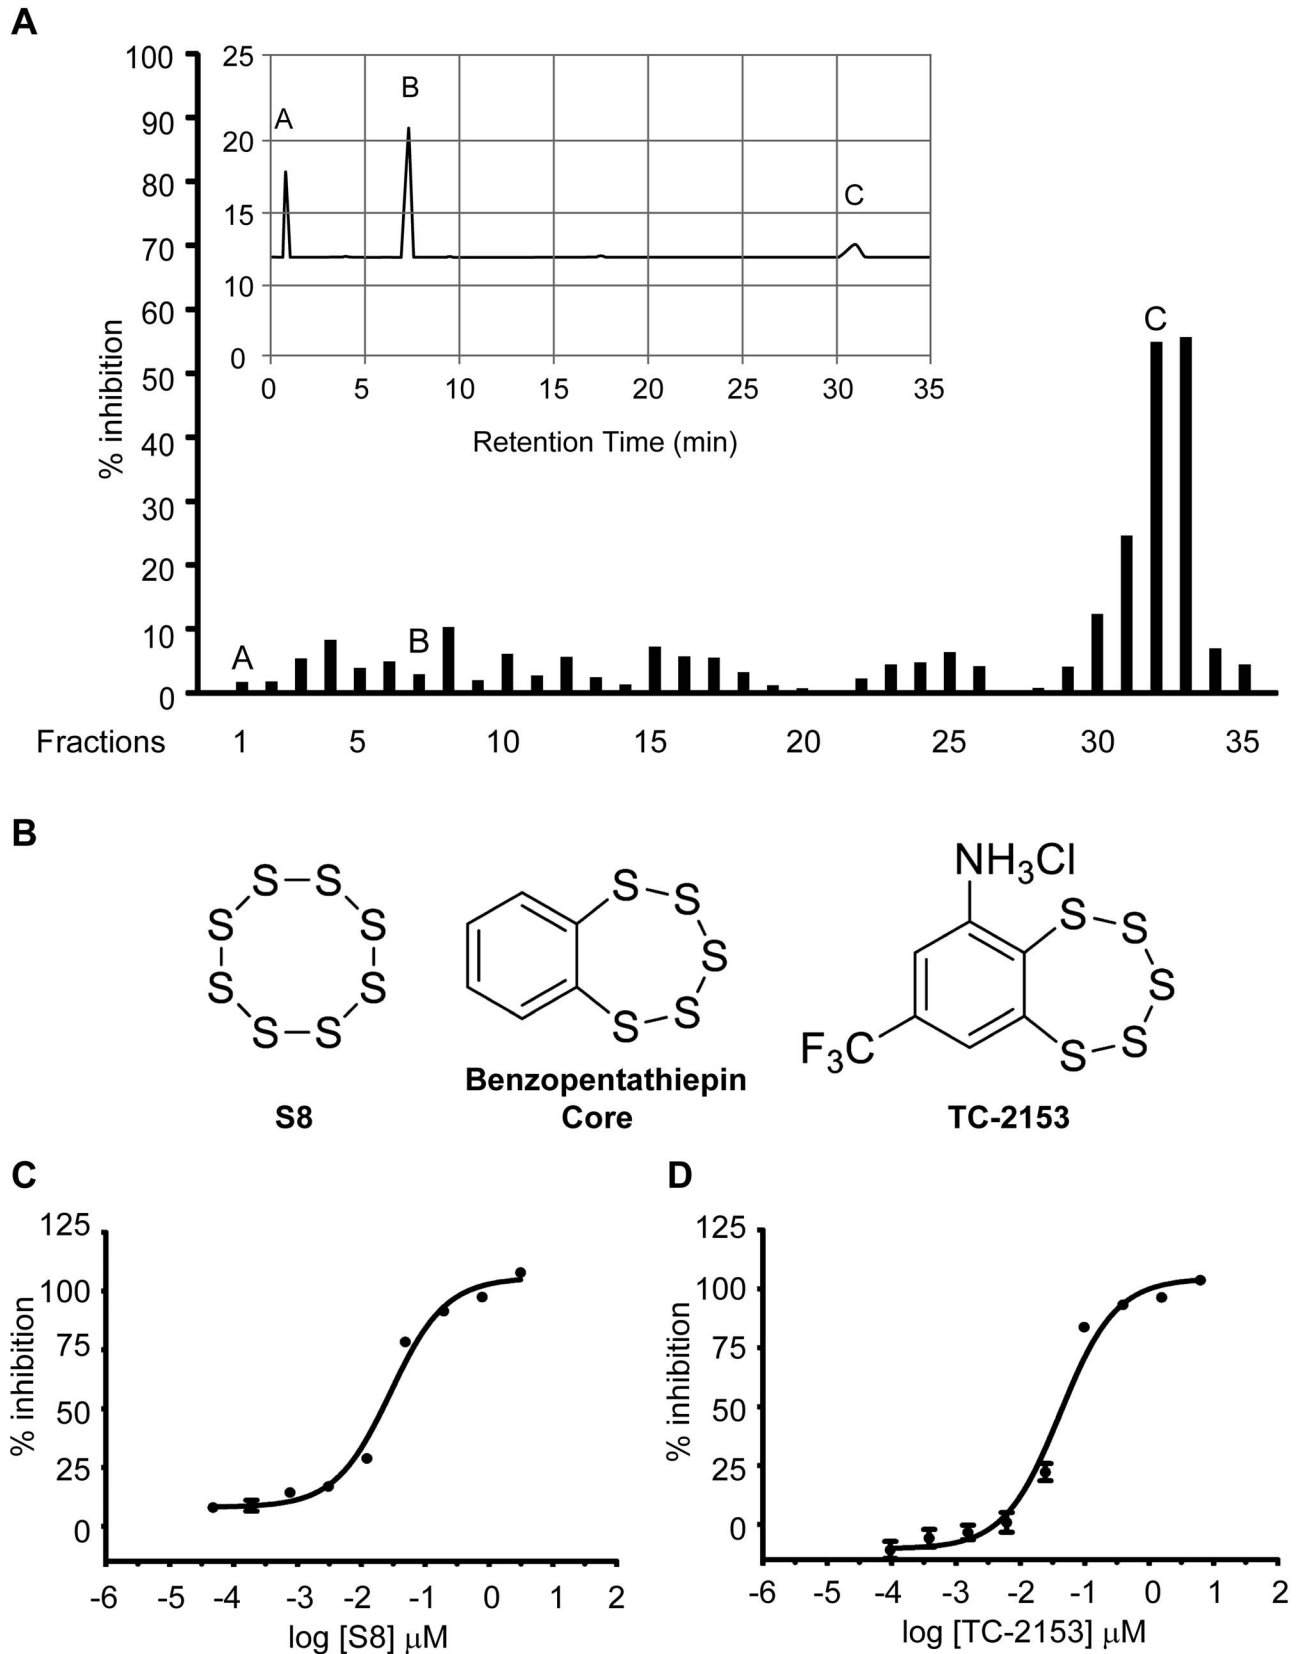 A
100
90
80
70
60
50
40
30
20
10
0
% inhibition
25
20
15
10
0
A
B
C
0 5 10 15 20 25 30 35
Retention Time (min)
A
B
C
Fractions 1 5 10 15 20 25 30 35
B
S–S
S S
S S
S–S
S8
S S
S
S S
Benzopentathiepin
Core
NH₃Cl
S S
S
F₃C S S
TC-2153
C
125
100
75
50
25
0
% inhibition
-6 -5 -4 -3 -2 -1 0 1 2
log [S8] μM
D
125
100
75
50
25
0
% inhibition
-6 -5 -4 -3 -2 -1 0 1 2
log [TC-2153] μM